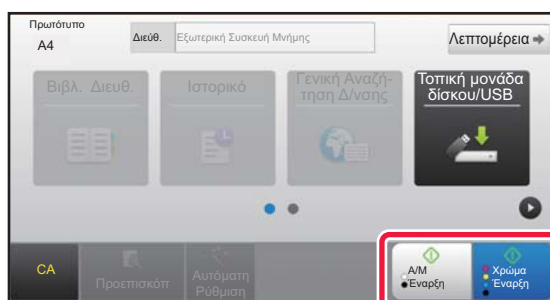 Πρωτότυπο
A4
Διεύθ.
Εξωτερική Συσκευή Μνήμης
Λεπτομέρεια
Βιβλ. Διευθ.
Ιστορικό
Γενική Αναζή-
τηση Δ/νσης
Τοπική μονάδα
δίσκου/USB
CA
Προεπισκόπ
Αυτόματη
Ρύθμιση
Α/Μ
Έναρξη
Χρώμα
Έναρξη